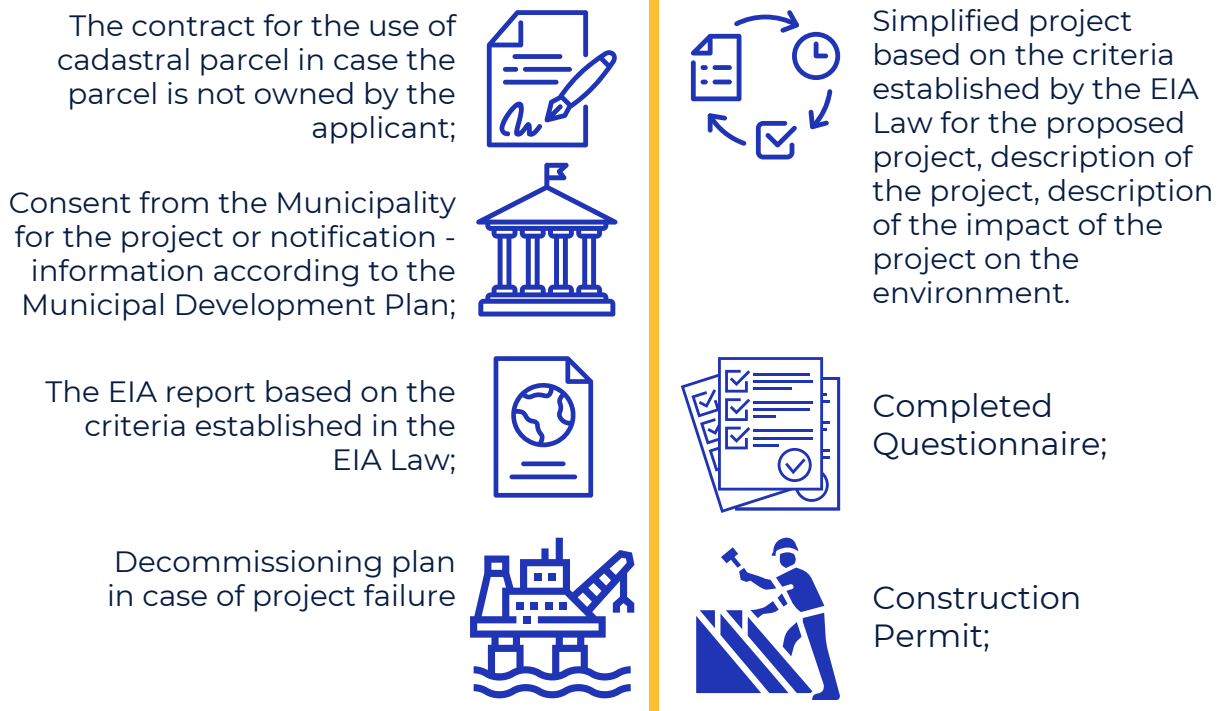 The contract for the use of
cadastral parcel in case the
parcel is not owned by the
applicant;
Consent from the Municipality
for the project or notification -
information according to the
Municipal Development Plan;
The EIA report based on the
criteria established in the
EIA Law;
Decommissioning plan
in case of project failure
Simplified project
based on the criteria
established by the EIA
Law for the proposed
project, description of
the project, description
of the impact of the
project on the
environment.
Completed
Questionnaire;
Construction
Permit;